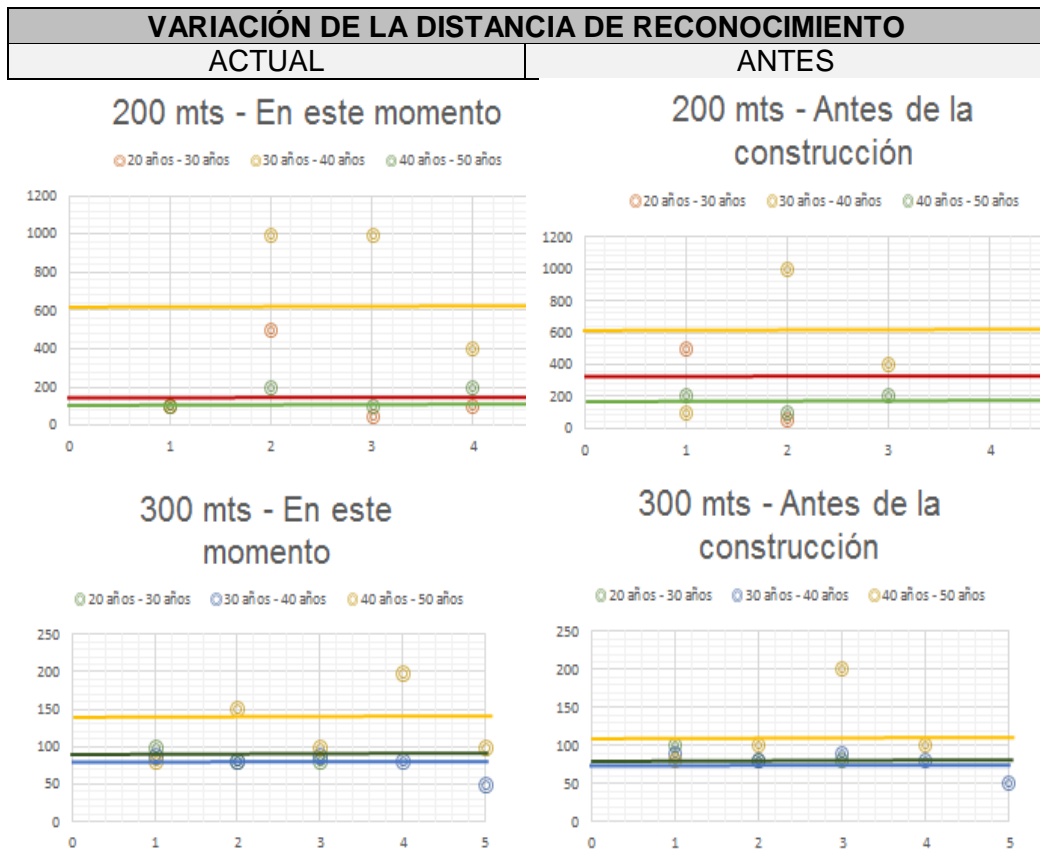 VARIACIÓN DE LA DISTANCIA DE RECONOCIMIENTO
ACTUAL
ANTES
200 mts - En este momento
20 años - 30 años 30 años - 40 años 40 años - 50 años
1200
1000
800
600
400
200
0
0 1 2 3 4
200 mts - Antes de la
construcción
20 años - 30 años 30 años - 40 años 40 años - 50 años
1200
1000
800
600
400
200
0
0 1 2 3 4
300 mts - En este
momento
20 años - 30 años 30 años - 40 años 40 años - 50 años
250
200
150
100
50
0
0 1 2 3 4 5
300 mts - Antes de la
construcción
20 años - 30 años 30 años - 40 años 40 años - 50 años
250
200
150
100
50
0
0 1 2 3 4 5